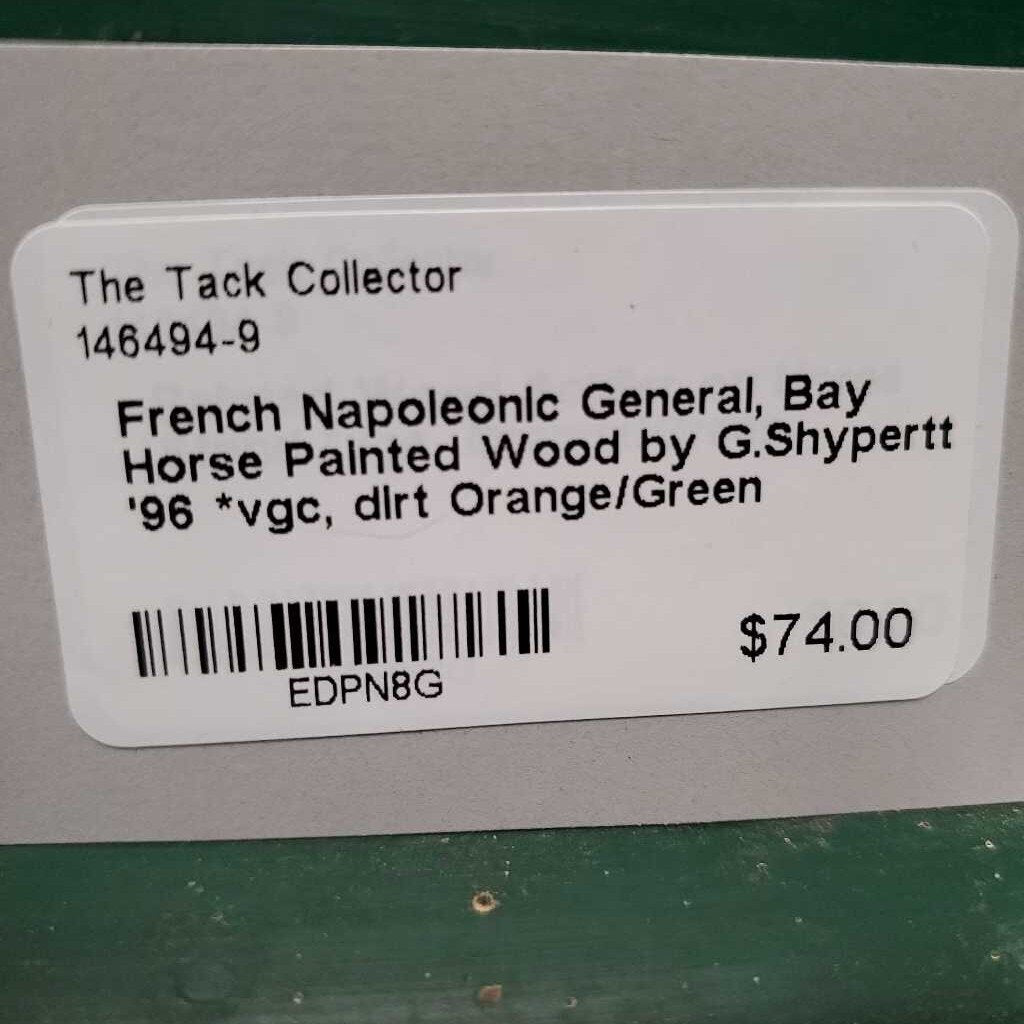 The Tack Collector
146494-9
French Napoleonic General, Bay
Horse Painted Wood by G.Shypertt
'96 *vgc, dirt Orange/Green
EDPN8G
$74.00